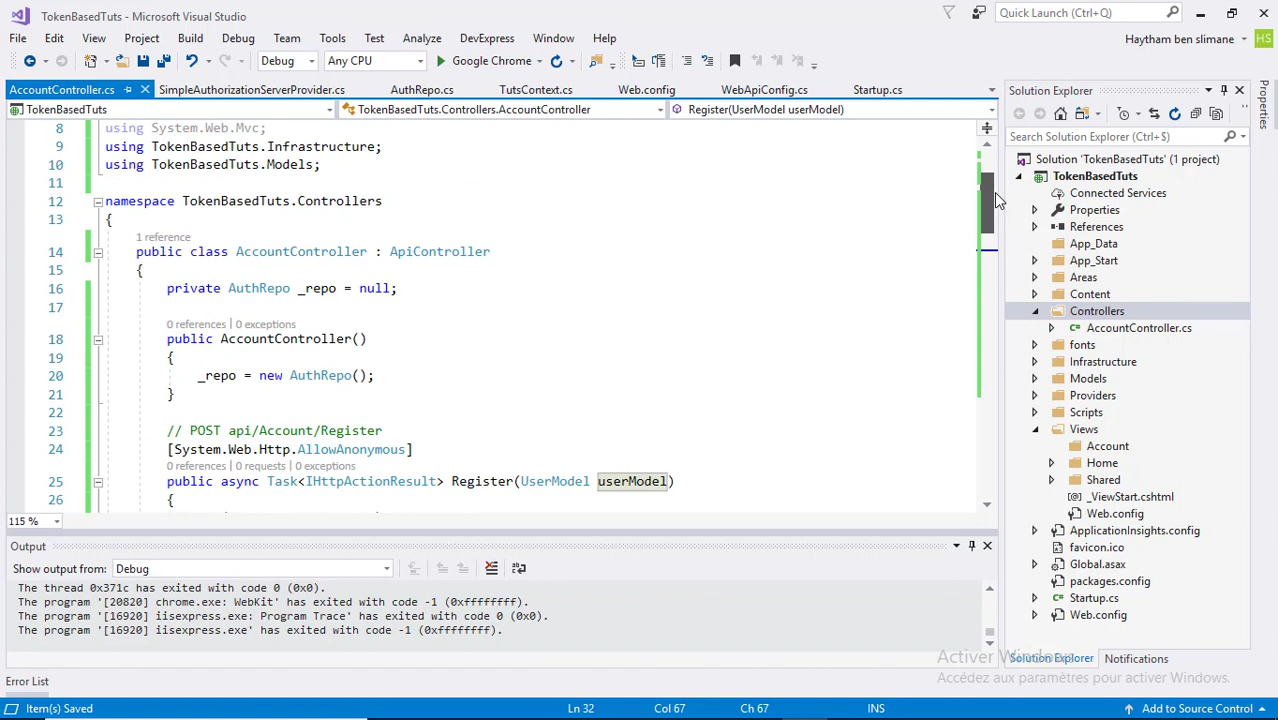 TokenBasedTuts - Microsoft Visual Studio
Quick Launch (Ctrl+Q)
File Edit View Project Build Debug Team Tools Test Analyze DevExpress Window Help
Haytham ben slimane HS
Debug Any CPU Google Chrome
AccountController.cs SimpleAuthorizationServerProvider.cs AuthRepo.cs TutsContext.cs Web.config WebApiConfig.cs Startup.cs
TokenBasedTuts TokenBasedTuts.Controllers.AccountController Register(UserModel userModel)
8 using System.Web.Mvc;
9 using TokenBasedTuts.Infrastructure;
10 using TokenBasedTuts.Models;
11
12 namespace TokenBasedTuts.Controllers
13 {
1 reference
14 public class AccountController : ApiController
15 {
16 private AuthRepo _repo = null;
17
0 references | 0 exceptions
18 public AccountController()
19 {
20 _repo = new AuthRepo();
21 }
22
23 // POST api/Account/Register
24 [System.Web.Http.AllowAnonymous]
0 references | 0 requests | 0 exceptions
25 public async Task<IHttpActionResult> Register(UserModel userModel)
26 {
115 %
Output
Show output from: Debug
The thread 0x371c has exited with code 0 (0x0).
The program '[20820] chrome.exe: WebKit' has exited with code -1 (0xffffffff).
The program '[16920] iisexpress.exe: Program Trace' has exited with code 0 (0x0).
The program '[16920] iisexpress.exe' has exited with code -1 (0xffffffff).
Error List
Solution Explorer
Search Solution Explorer (Ctrl+$)
Solution 'TokenBasedTuts' (1 project)
TokenBasedTuts
Connected Services
Properties
References
App_Data
App_Start
Areas
Content
Controllers
AccountController.cs
fonts
Infrastructure
Models
Providers
Scripts
Views
Account
Home
Shared
_ViewStart.cshtml
Web.config
ApplicationInsights.config
favicon.ico
Global.asax
packages.config
Startup.cs
Web.config
Solution Explorer Notifications
Properties
Activer Windows
Accédez aux paramètres pour activer Windows.
Item(s) Saved Ln 32 Col 67 Ch 67 INS Add to Source Control